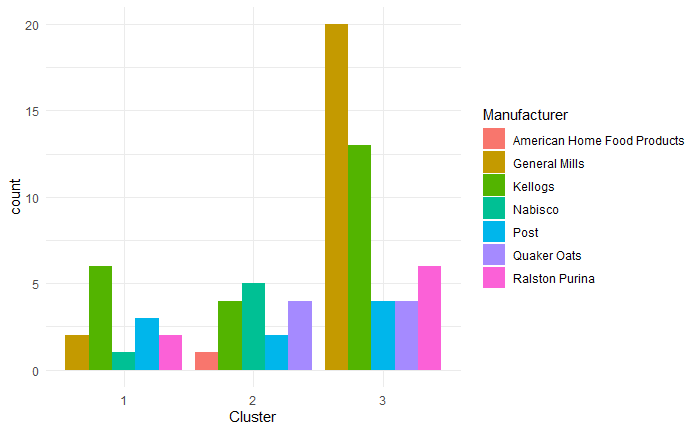 20
15
10
5
0
count
1 2 3
Cluster
Manufacturer
American Home Food Products
General Mills
Kellogs
Nabisco
Post
Quaker Oats
Ralston Purina